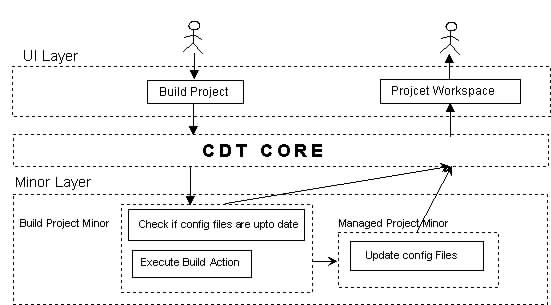 UI Layer
Build Project
Projcet Workspace
CDT CORE
Minor Layer
Build Project Minor
Check if config files are upto date
Execute Build Action
Managed Project Minor
Update config Files